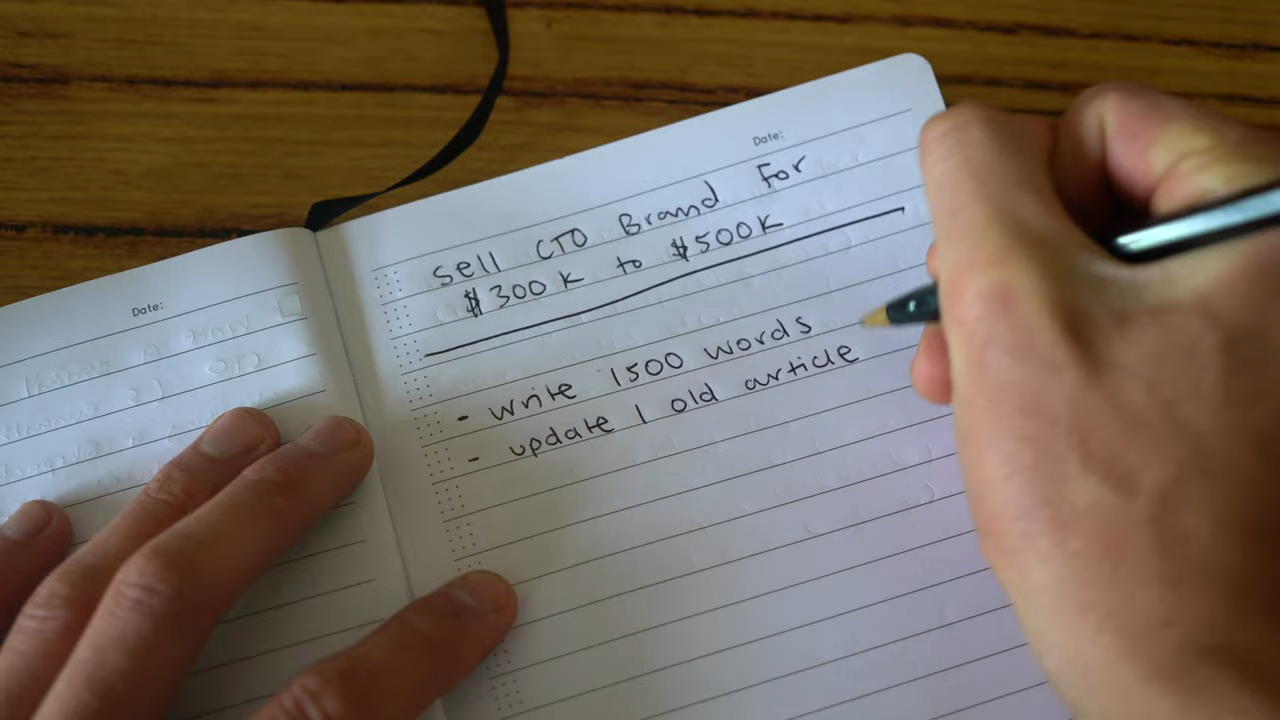 Date:
Date:
Sell CTO Brand For
$300K to $500K
- write 1500 words
- update 1 old article